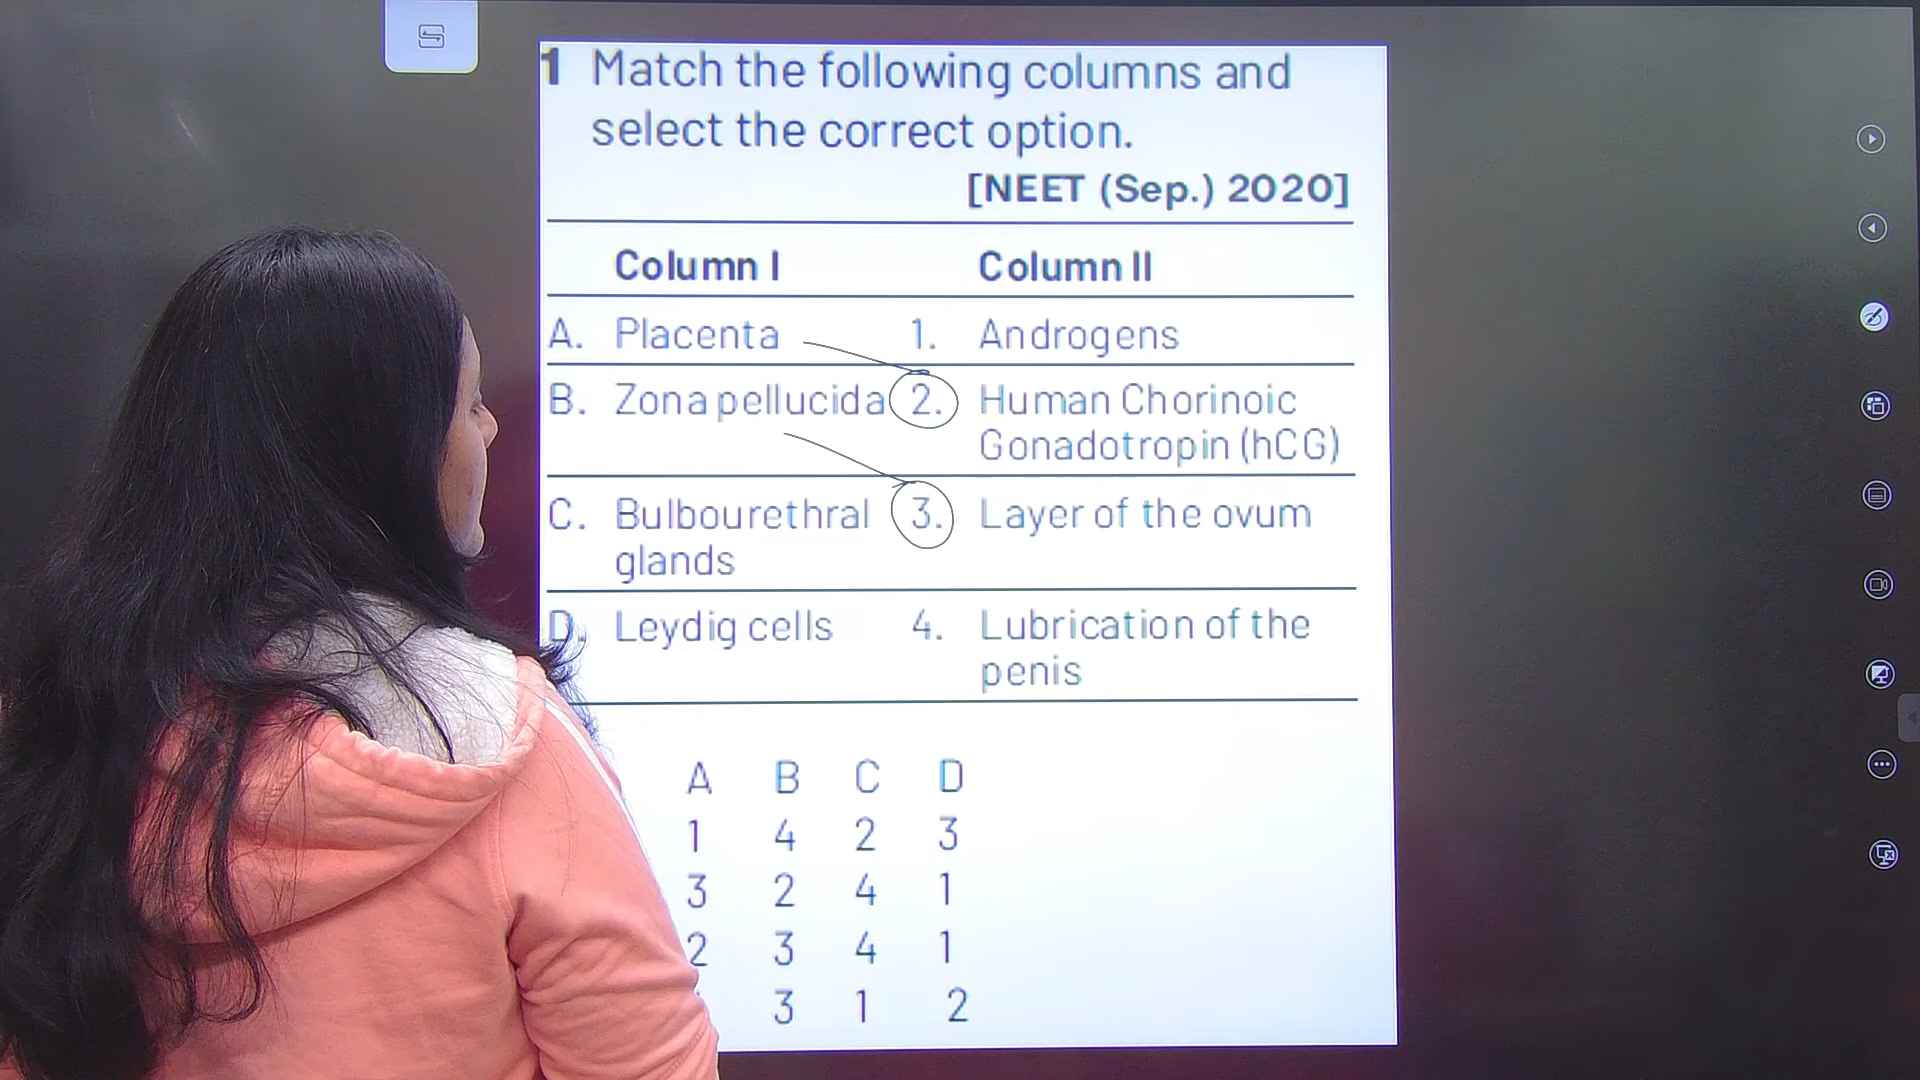 1 Match the following columns and
select the correct option.
[NEET (Sep.) 2020]
Column I Column II
A. Placenta 1. Androgens
B. Zona pellucida 2. Human Chorinoic
Gonadotropin (hCG)
C. Bulbourethral 3. Layer of the ovum
glands
D. Leydig cells 4. Lubrication of the
penis
A B C D
1 4 2 3
3 2 4 1
2 3 4 1
3 1 2